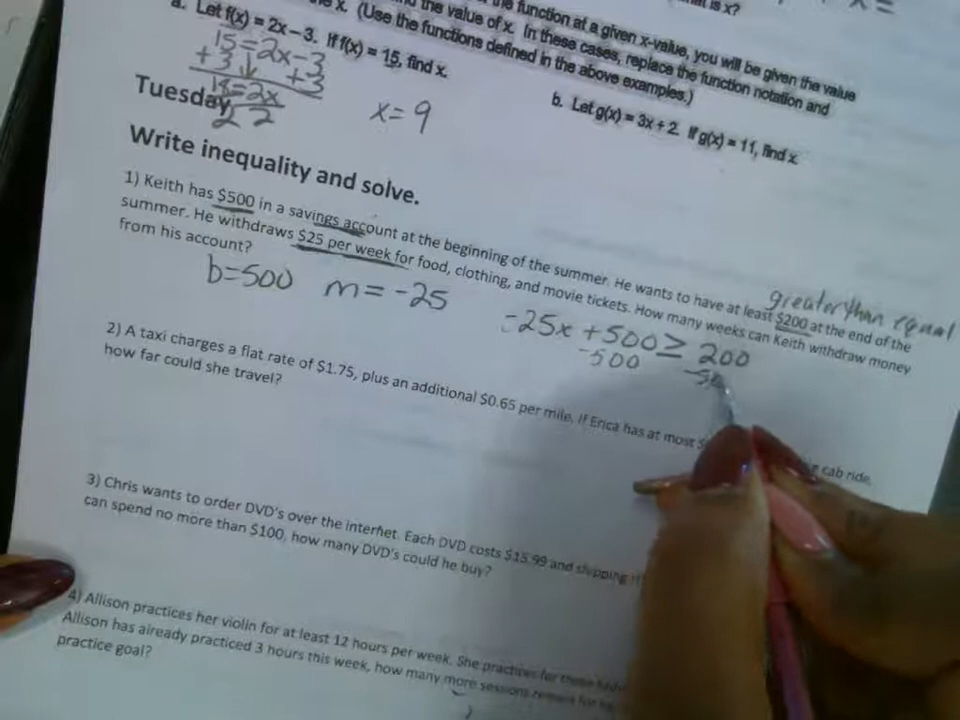 the function at a given x-value, you will be given the value
the value of x. In these cases, replace the function notation and
the x. (Use the functions defined in the above examples.)
is x?
x=
a. Let f(x) = 2x – 3. If f(x) = 15, find x.
15=2x-3
+3 ↓ +3
18=2x
2 2
x=9
b. Let g(x) = 3x + 2. If g(x) = 11, find x.
Tuesday
Write inequality and solve.
1) Keith has $500 in a savings account at the beginning of the summer. He wants to have at least $200 at the end of the
summer. He withdraws $25 per week for food, clothing, and movie tickets. How many weeks can Keith withdraw money
from his account?
greater than equal
b=500 m=-25
-25x +500 ≥ 200
-500 -50
2) A taxi charges a flat rate of $1.75, plus an additional $0.65 per mile. If Erica has at most $ cab ride,
how far could she travel?
3) Chris wants to order DVD's over the internet. Each DVD costs $15.99 and shipping
can spend no more than $100, how many DVD's could he buy?
4) Allison practices her violin for at least 12 hours per week. She practices for three
Allison has already practiced 3 hours this week, how many more sessions remain for
practice goal?